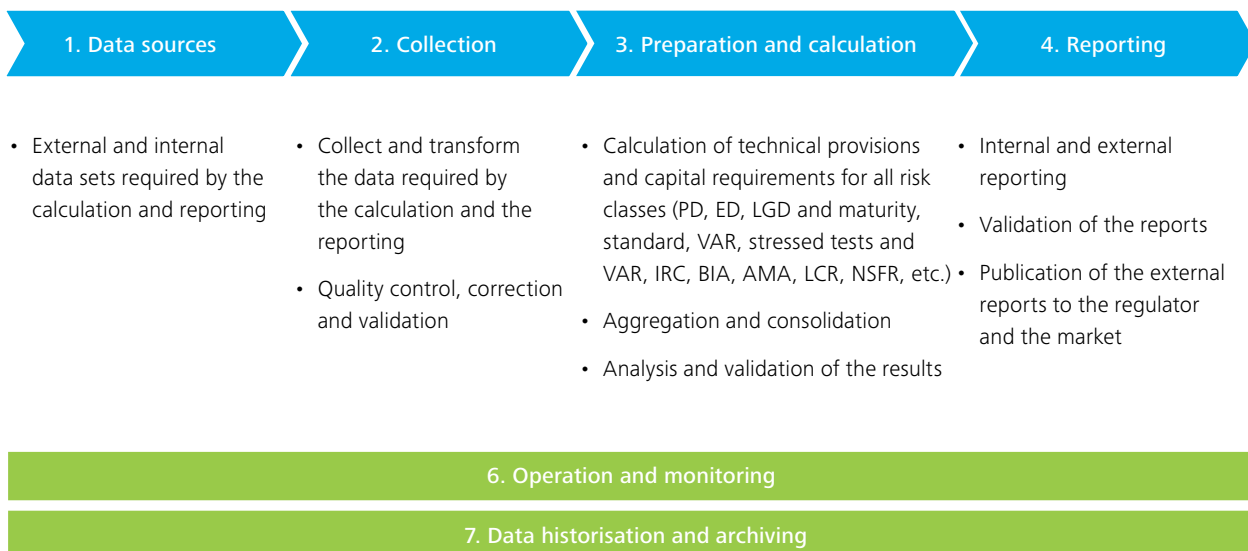 1. Data sources
2. Collection
3. Preparation and calculation
4. Reporting
• External and internal
data sets required by the
calculation and reporting
• Collect and transform
the data required by
the calculation and the
reporting
• Quality control, correction
and validation
• Calculation of technical provisions
and capital requirements for all risk
classes (PD, ED, LGD and maturity,
standard, VAR, stressed tests and
VAR, IRC, BIA, AMA, LCR, NSFR, etc.)
• Aggregation and consolidation
• Analysis and validation of the results
• Internal and external
reporting
• Validation of the reports
• Publication of the external
reports to the regulator
and the market
6. Operation and monitoring
7. Data historisation and archiving